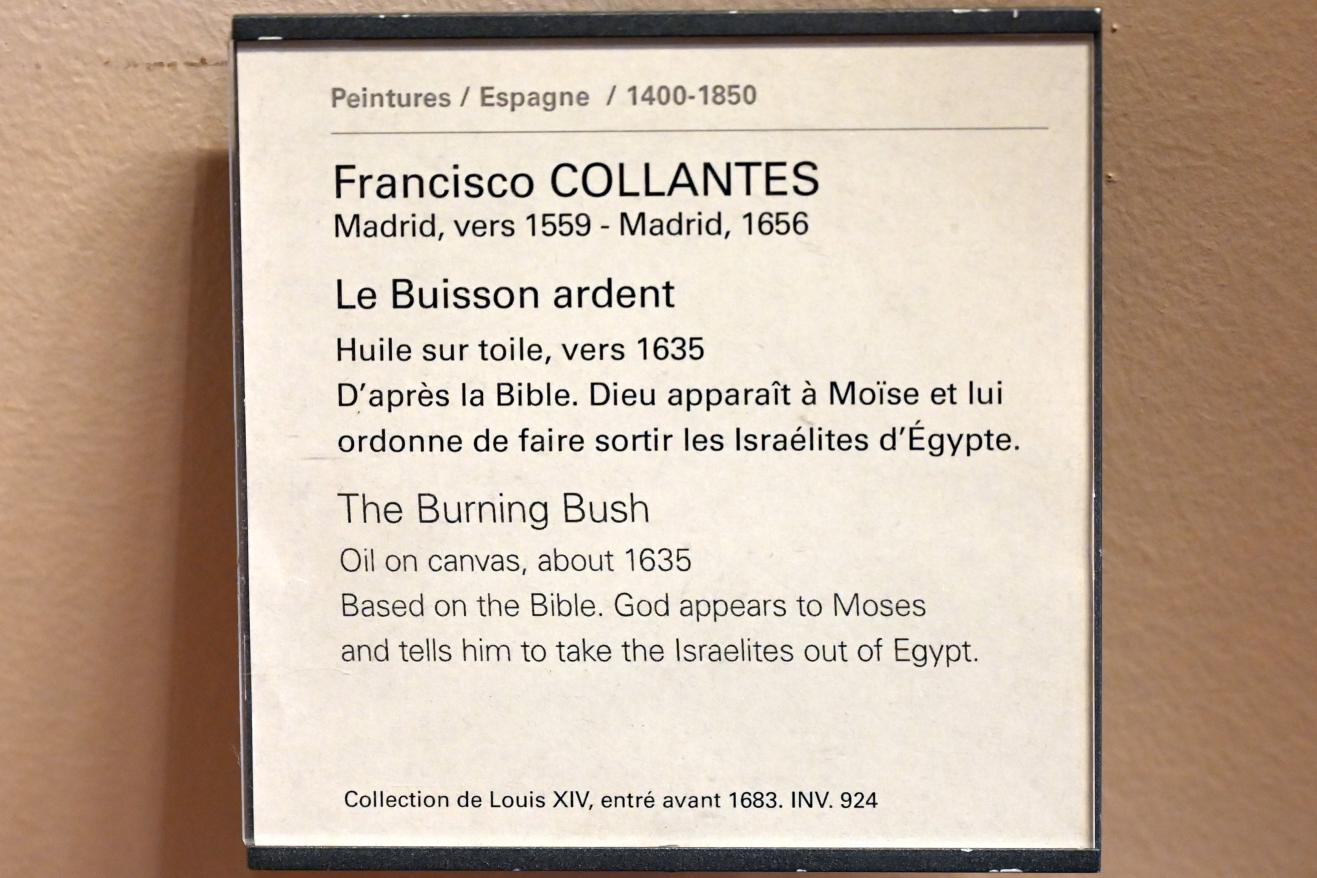 Peintures / Espagne / 1400-1850
Francisco COLLANTES
Madrid, vers 1559 - Madrid, 1656
Le Buisson ardent
Huile sur toile, vers 1635
D'après la Bible. Dieu apparaît à Moïse et lui
ordonne de faire sortir les Israélites d'Égypte.
The Burning Bush
Oil on canvas, about 1635
Based on the Bible. God appears to Moses
and tells him to take the Israelites out of Egypt.
Collection de Louis XIV, entré avant 1683. INV. 924